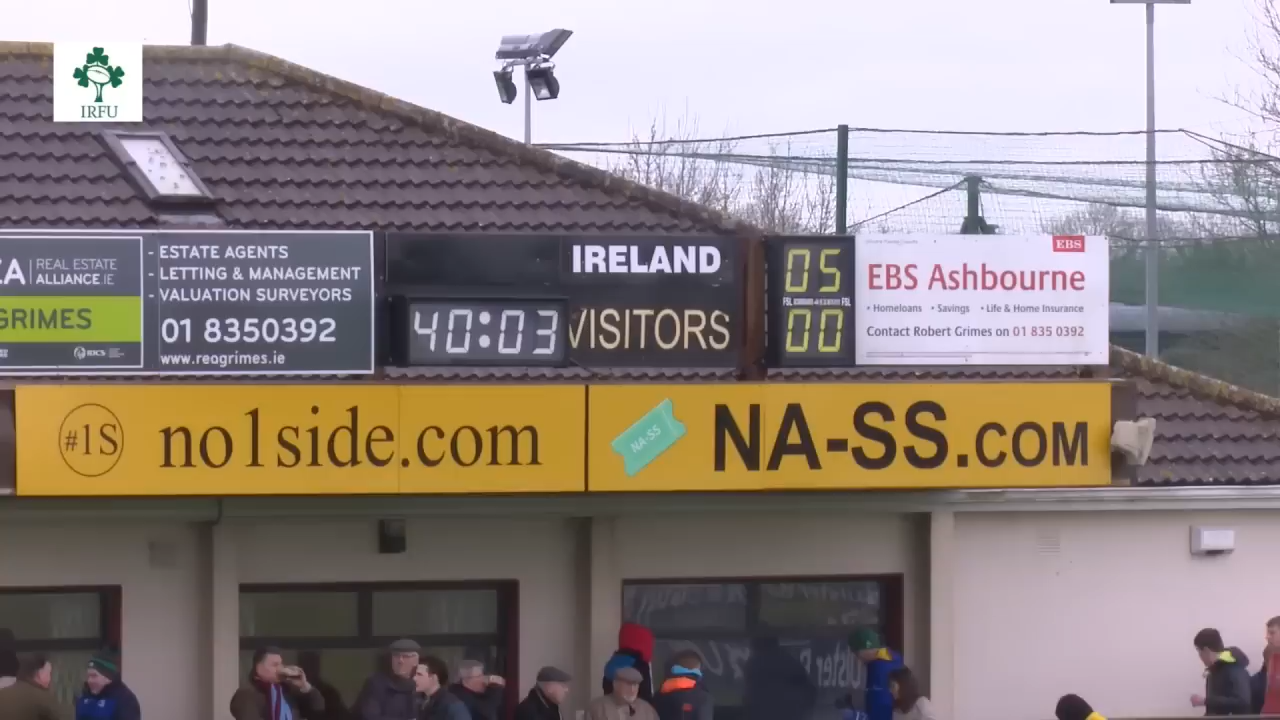 IRFU
ZA REAL ESTATE
ALLIANCE.IE
GRIMES
- ESTATE AGENTS
- LETTING & MANAGEMENT
- VALUATION SURVEYORS
01 8350392
www.reagrimes.ie
IRELAND
40:03
VISITORS
05
00
EBS
EBS Ashbourne
• Homeloans • Savings • Life & Home Insurance
Contact Robert Grimes on 01 835 0392
#1S
no1side.com
NA-SS
NA-SS.COM